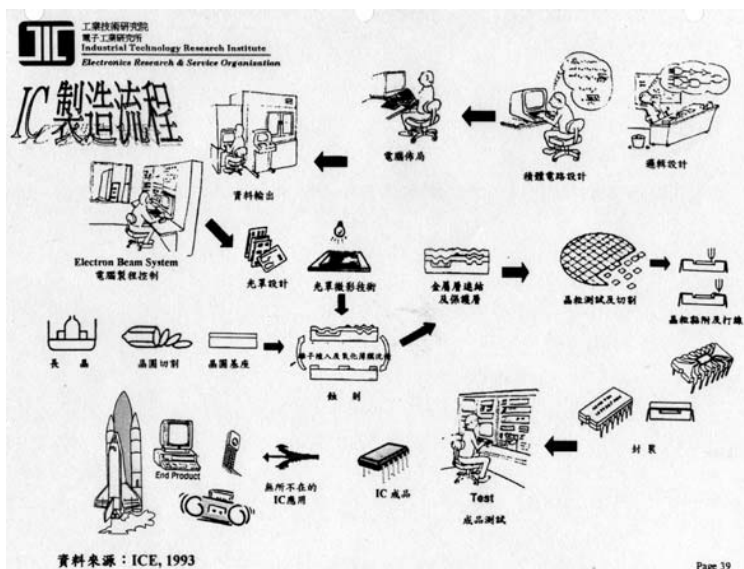 工業技術研究院
電子工業研究所
Industrial Technology Research Institute
Electronics Research & Service Organisation
IC 製造流程
邏輯設計
積體電路設計
電腦佈局
資料輸出
Electron Beam System
電腦製程控制
光罩設計
光罩微影技術
金屬層連結
及保護層
晶粒測試及切割
晶粒黏附及打線
長晶
晶圓切割
晶圓基座
離子植入及氧化薄膜沈積
蝕刻
封裝
Test
成品測試
IC 成品
無所不在的
IC應用
End Product
資料來源：ICE, 1993
Page 39